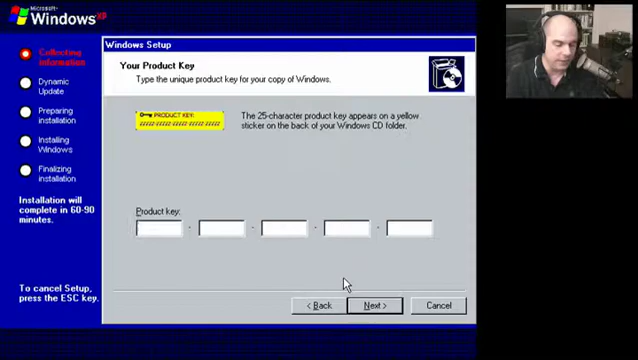 Microsoft
Windows xp
Collecting
information
Dynamic
Update
Preparing
installation
Installing
Windows
Finalizing
installation
Installation will
complete in 60-90
minutes.
To cancel Setup,
press the ESC key.
Windows Setup
Your Product Key
Type the unique product key for your copy of Windows.
PRODUCT KEY:
The 25-character product key appears on a yellow
sticker on the back of your Windows CD folder.
Product key:
- - - -
< Back
Next >
Cancel